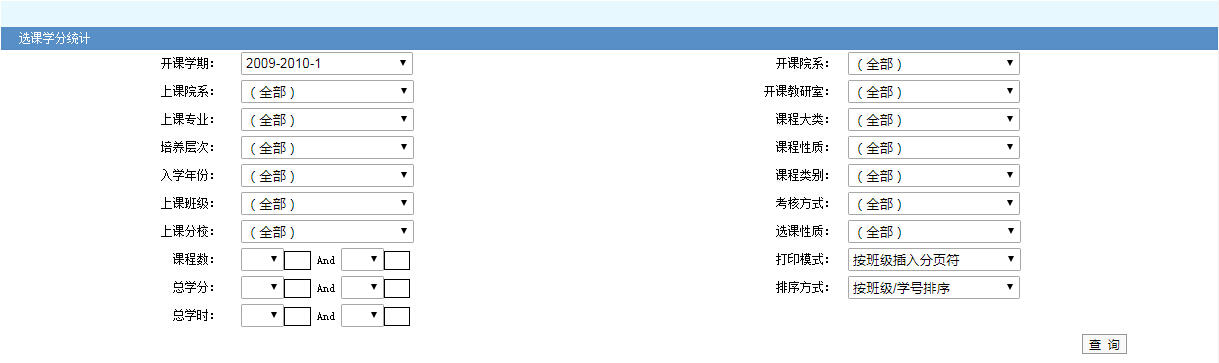 选课学分统计
开课学期： 2009-2010-1 开课院系： （全部）
上课院系： （全部） 开课教研室： （全部）
上课专业： （全部） 课程大类： （全部）
培养层次： （全部） 课程性质： （全部）
入学年份： （全部） 课程类别： （全部）
上课班级： （全部） 考核方式： （全部）
上课分校： （全部） 选课性质： （全部）
课程数： And 打印模式： 按班级插入分页符
总学分： And 排序方式： 按班级/学号排序
总学时： And
查 询